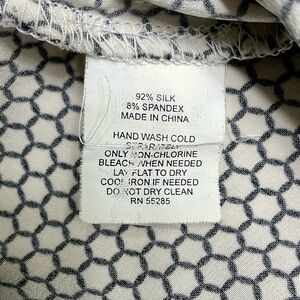 92% SILK
8% SPANDEX
MADE IN CHINA
HAND WASH COLD
SEPARATELY
ONLY NON-CHLORINE
BLEACH WHEN NEEDED
LAY FLAT TO DRY
COOL IRON IF NEEDED
DO NOT DRY CLEAN
RN 55285